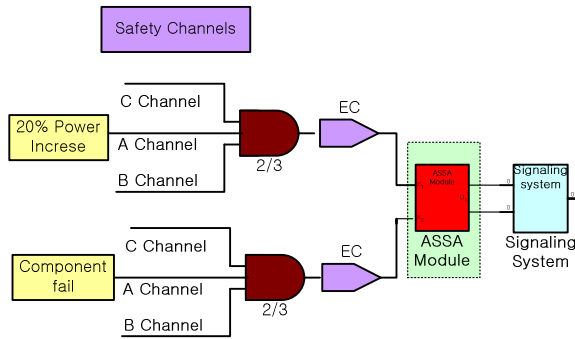 Safety Channels
C Channel
EC
20% Power
Increse
A Channel
2/3
B Channel
ASSA
Module
Signaling
system
ASSA
Module
Signaling
System
C Channel
EC
Component
fail
A Channel
2/3
B Channel